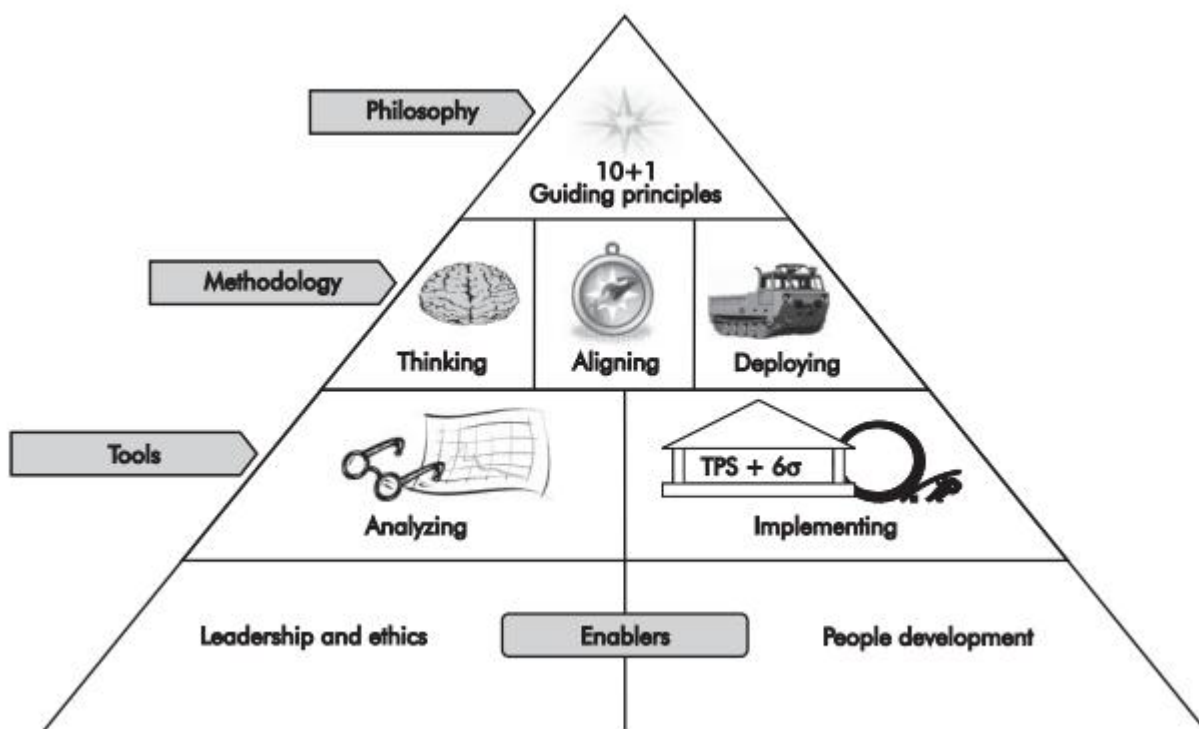 Philosophy
10+1
Guiding principles
Methodology
Thinking
Aligning
Deploying
Tools
TPS + 6σ
Analyzing
Implementing
Leadership and ethics
Enablers
People development